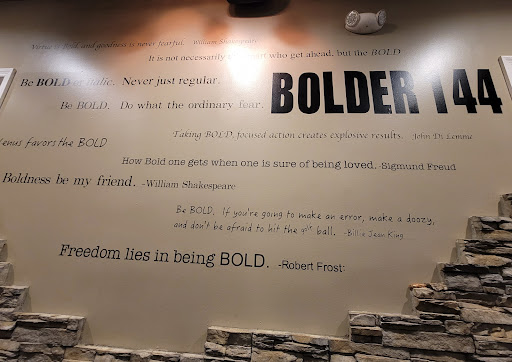 Virtue is Bold, and goodness is never fearful. William Shakespeare
It is not necessarily who get ahead, but the BOLD
Be BOLD or Italic. Never just regular.
BOLDER 144
Be BOLD. Do what the ordinary fear.
Taking BOLD, focused action creates explosive results. John Di Lemme
Venus favors the BOLD
How Bold one gets when one is sure of being loved. -Sigmund Freud
Boldness be my friend. -William Shakespeare
Be BOLD. If you're going to make an error, make a doozy,
and don't be afraid to hit the ball. -Billie Jean King
Freedom lies in being BOLD. -Robert Frost: